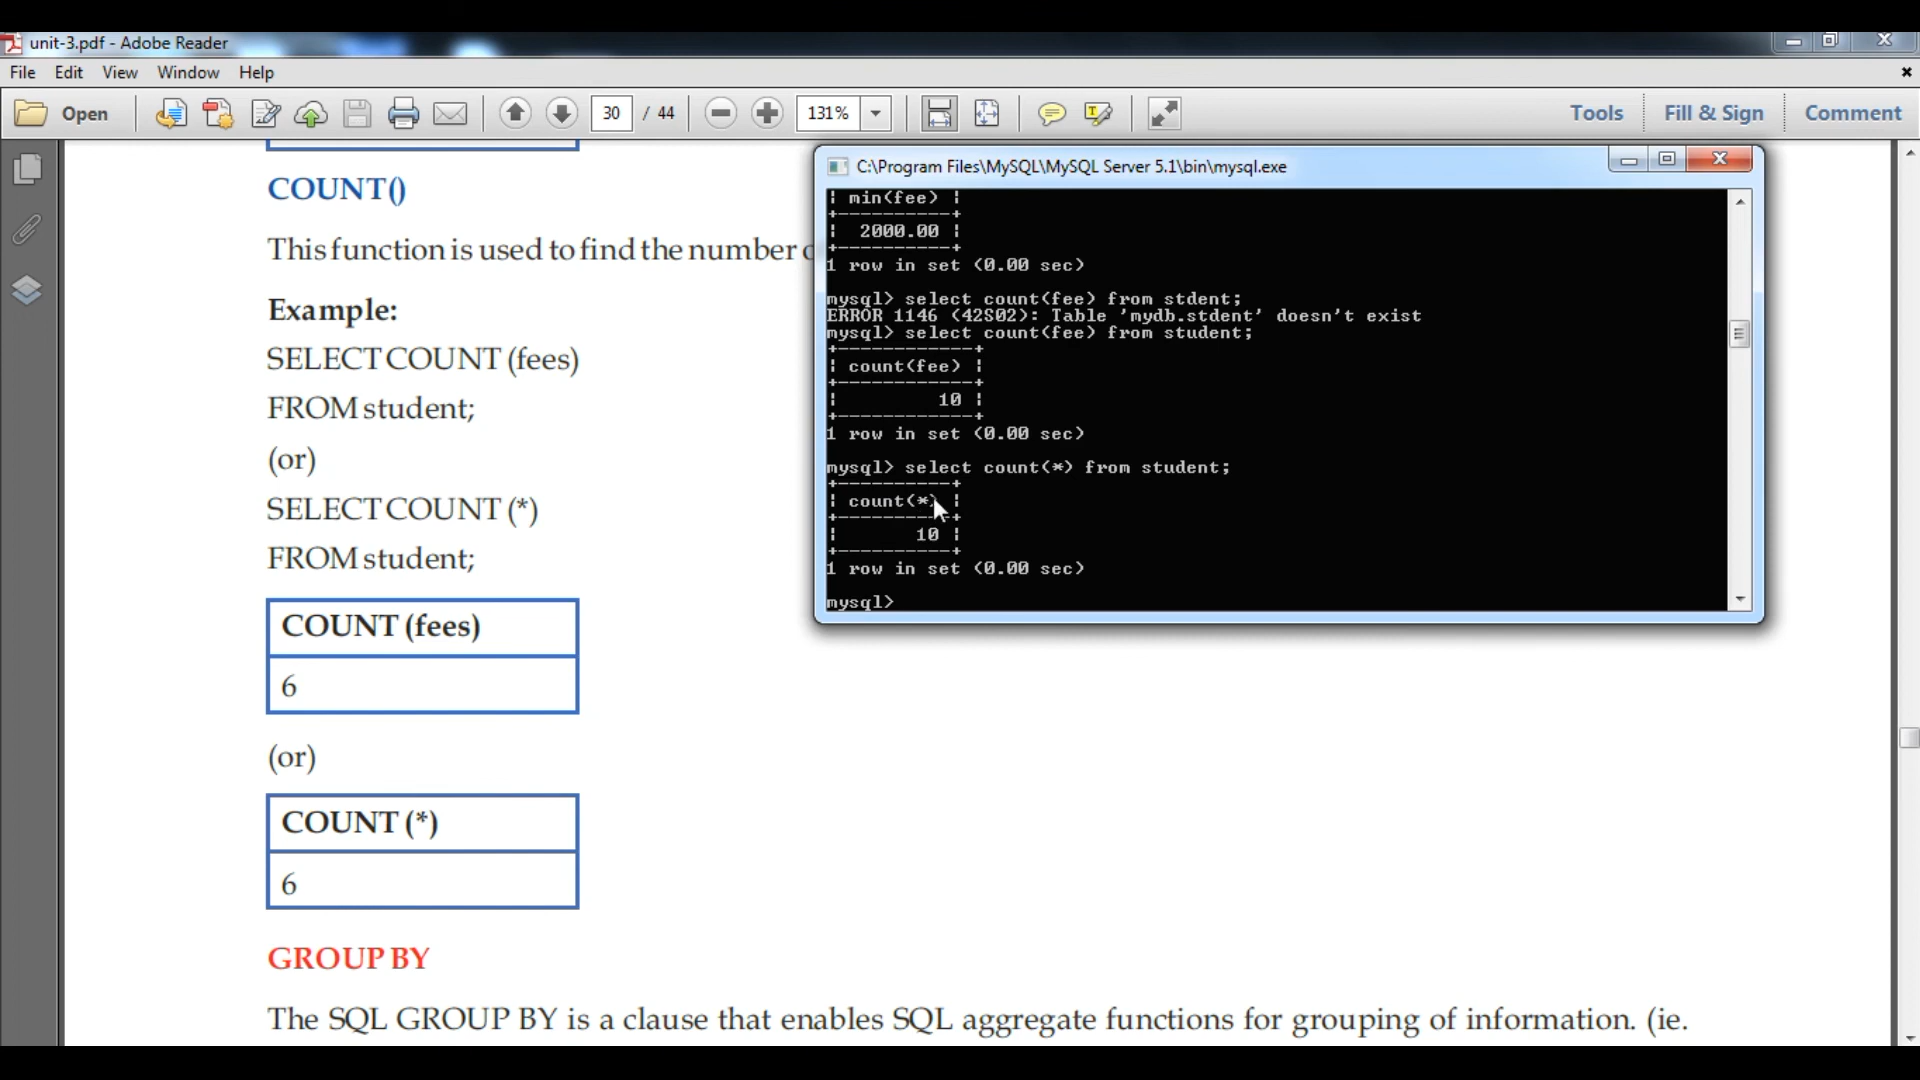 unit-3.pdf - Adobe Reader
File Edit View Window Help
Open 30 / 44 131% Tools Fill & Sign Comment
COUNT()
This function is used to find the number
Example:
SELECT COUNT (fees)
FROM student;
(or)
SELECT COUNT (*)
FROM student;
COUNT (fees)
6
(or)
COUNT (*)
6
GROUP BY
The SQL GROUP BY is a clause that enables SQL aggregate functions for grouping of information. (ie.
C:\Program Files\MySQL\MySQL Server 5.1\bin\mysql.exe
| min(fee) |
+----------+
| 2000.00 |
+----------+
1 row in set (0.00 sec)
mysql> select count(fee) from stdent;
ERROR 1146 (42S02): Table 'mydb.stdent' doesn't exist
mysql> select count(fee) from student;
+------------+
| count(fee) |
+------------+
| 10 |
+------------+
1 row in set (0.00 sec)
mysql> select count(*) from student;
+----------+
| count(*) |
+----------+
| 10 |
+----------+
1 row in set (0.00 sec)
mysql>